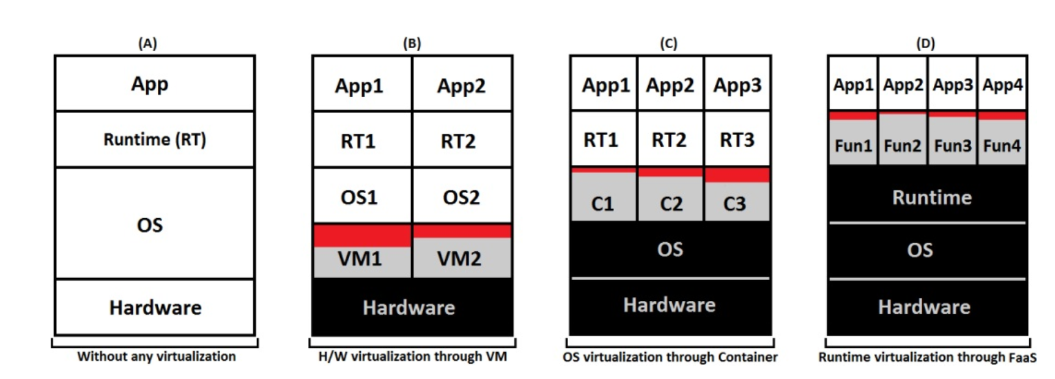 (A)
App
Runtime (RT)
OS
Hardware
Without any virtualization
(B)
App1 App2
RT1 RT2
OS1 OS2
VM1 VM2
Hardware
H/W virtualization through VM
(C)
App1 App2 App3
RT1 RT2 RT3
C1 C2 C3
OS
Hardware
OS virtualization through Container
(D)
App1 App2 App3 App4
Fun1 Fun2 Fun3 Fun4
Runtime
OS
Hardware
Runtime virtualization through FaaS